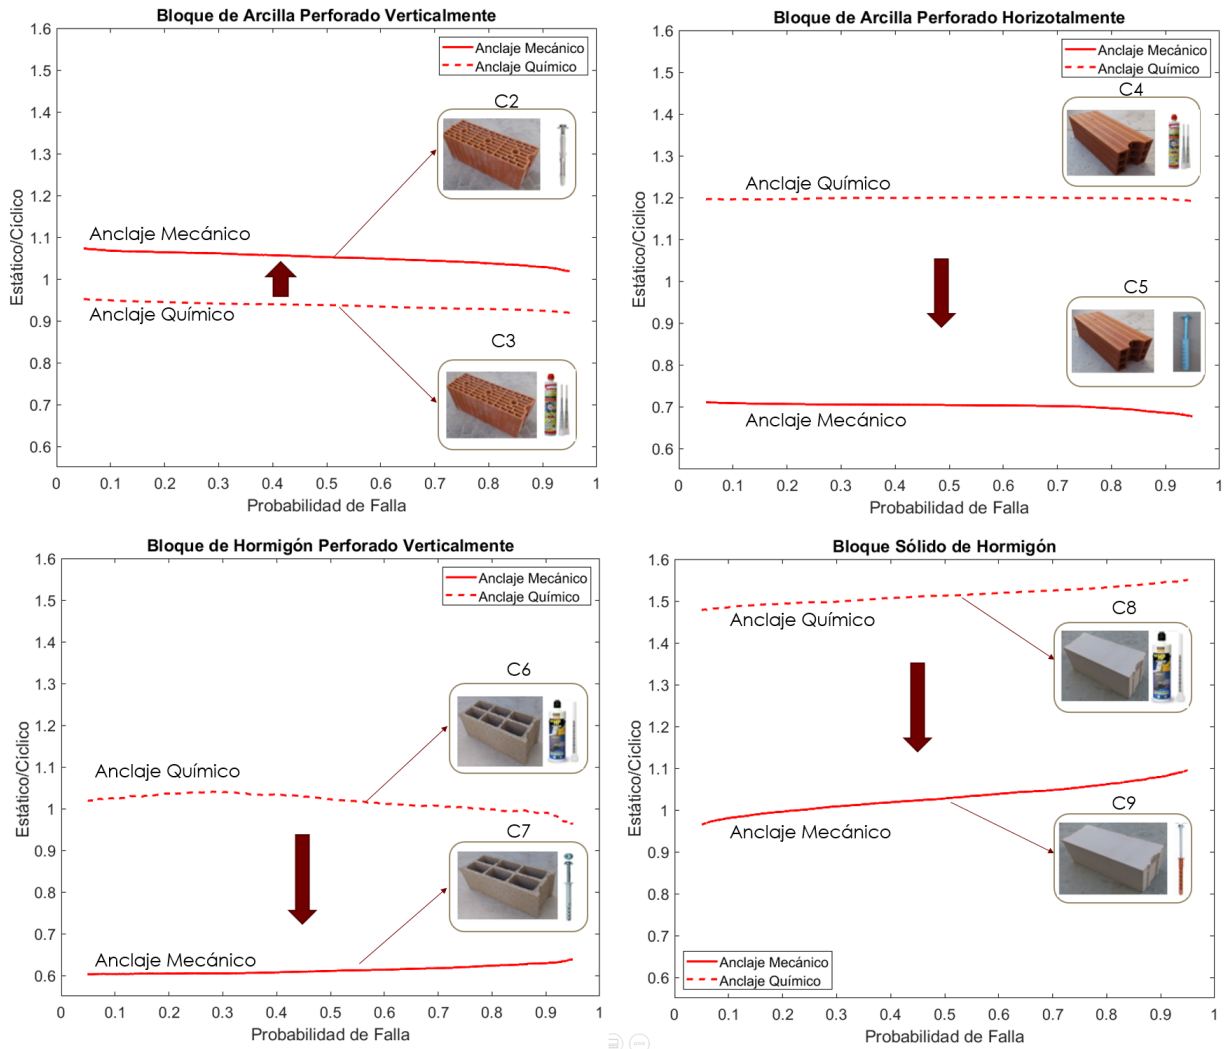 Bloque de Arcilla Perforado Verticalmente
1.6
1.5
1.4
1.3
1.2
1.1
1
0.9
0.8
0.7
0.6
Estático/Cíclico
Anclaje Mecánico
Anclaje Químico
C2
Anclaje Mecánico
Anclaje Químico
C3
0 0.1 0.2 0.3 0.4 0.5 0.6 0.7 0.8 0.9 1
Probabilidad de Falla
Bloque de Arcilla Perforado Horizotalmente
1.6
1.5
1.4
1.3
1.2
1.1
1
0.9
0.8
0.7
0.6
Estático/Cíclico
Anclaje Mecánico
Anclaje Químico
C4
Anclaje Químico
C5
Anclaje Mecánico
0 0.1 0.2 0.3 0.4 0.5 0.6 0.7 0.8 0.9 1
Probabilidad de Falla
Bloque de Hormigón Perforado Verticalmente
1.6
1.5
1.4
1.3
1.2
1.1
1
0.9
0.8
0.7
0.6
Estático/Cíclico
Anclaje Mecánico
Anclaje Químico
C6
Anclaje Químico
C7
Anclaje Mecánico
0 0.1 0.2 0.3 0.4 0.5 0.6 0.7 0.8 0.9 1
Probabilidad de Falla
Bloque Sólido de Hormigón
1.6
1.5
1.4
1.3
1.2
1.1
1
0.9
0.8
0.7
0.6
Estático/Cíclico
Anclaje Químico
C8
C9
Anclaje Mecánico
Anclaje Mecánico
Anclaje Químico
0 0.1 0.2 0.3 0.4 0.5 0.6 0.7 0.8 0.9 1
Probabilidad de Falla